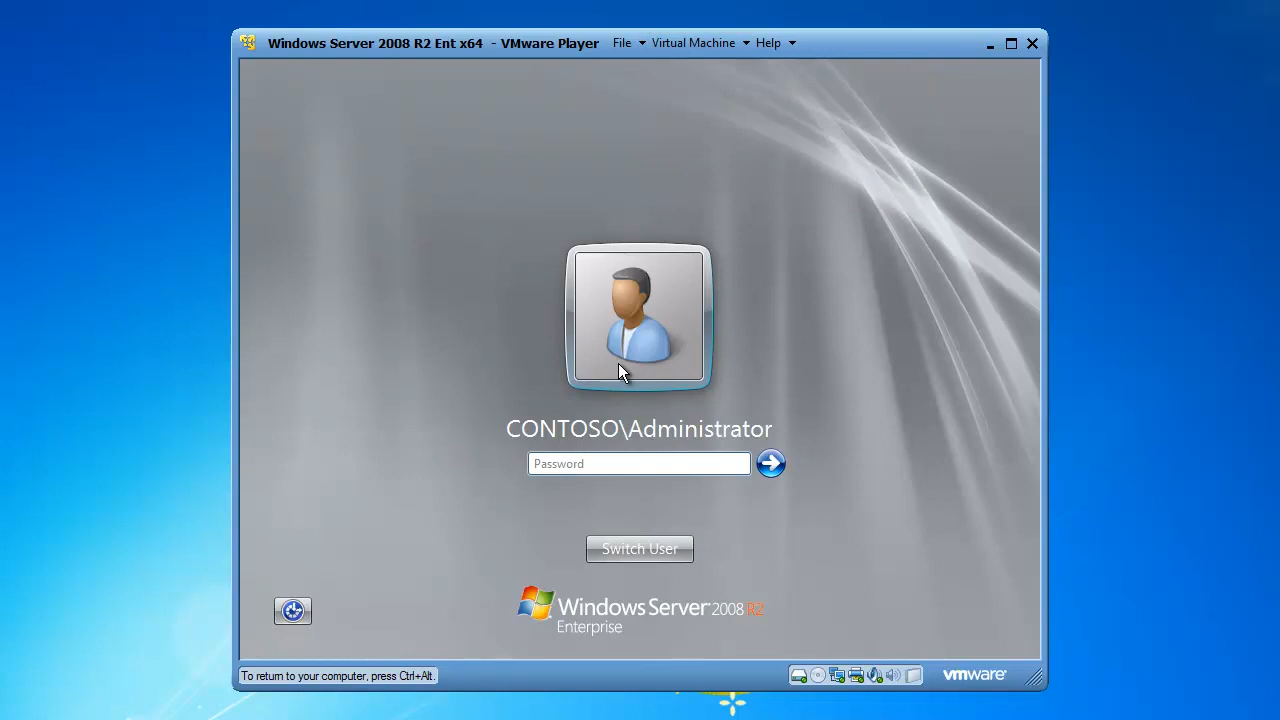 Windows Server 2008 R2 Ent x64 - VMware Player File Virtual Machine Help
CONTOSO\Administrator
Password
Switch User
Windows Server 2008 R2
Enterprise
To return to your computer, press Ctrl+Alt.
vmware